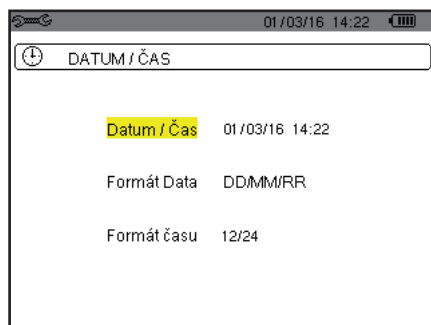 01/03/16 14:22
DATUM / ČAS
Datum / Čas 01/03/16 14:22
Formát Data DD/MM/RR
Formát času 12/24